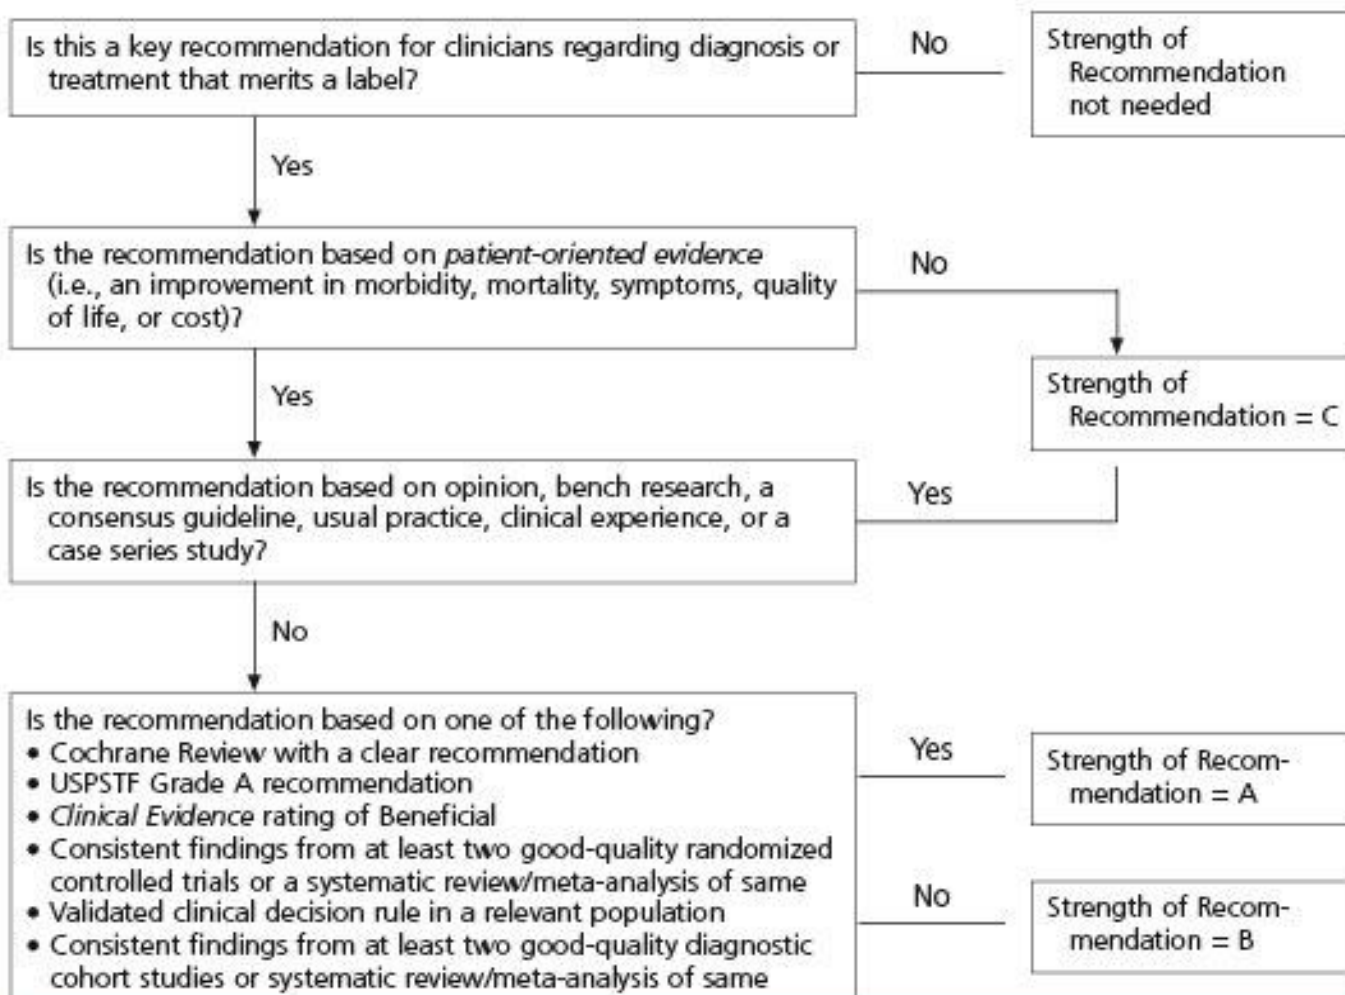 Is this a key recommendation for clinicians regarding diagnosis or
treatment that merits a label?
No
Strength of
Recommendation
not needed
Yes
Is the recommendation based on patient-oriented evidence
(i.e., an improvement in morbidity, mortality, symptoms, quality
of life, or cost)?
No
Strength of
Recommendation = C
Yes
Is the recommendation based on opinion, bench research, a
consensus guideline, usual practice, clinical experience, or a
case series study?
Yes
No
Is the recommendation based on one of the following?
• Cochrane Review with a clear recommendation
• USPSTF Grade A recommendation
• Clinical Evidence rating of Beneficial
• Consistent findings from at least two good-quality randomized
controlled trials or a systematic review/meta-analysis of same
• Validated clinical decision rule in a relevant population
• Consistent findings from at least two good-quality diagnostic
cohort studies or systematic review/meta-analysis of same
Yes
Strength of Recom-
mendation = A
No
Strength of Recom-
mendation = B